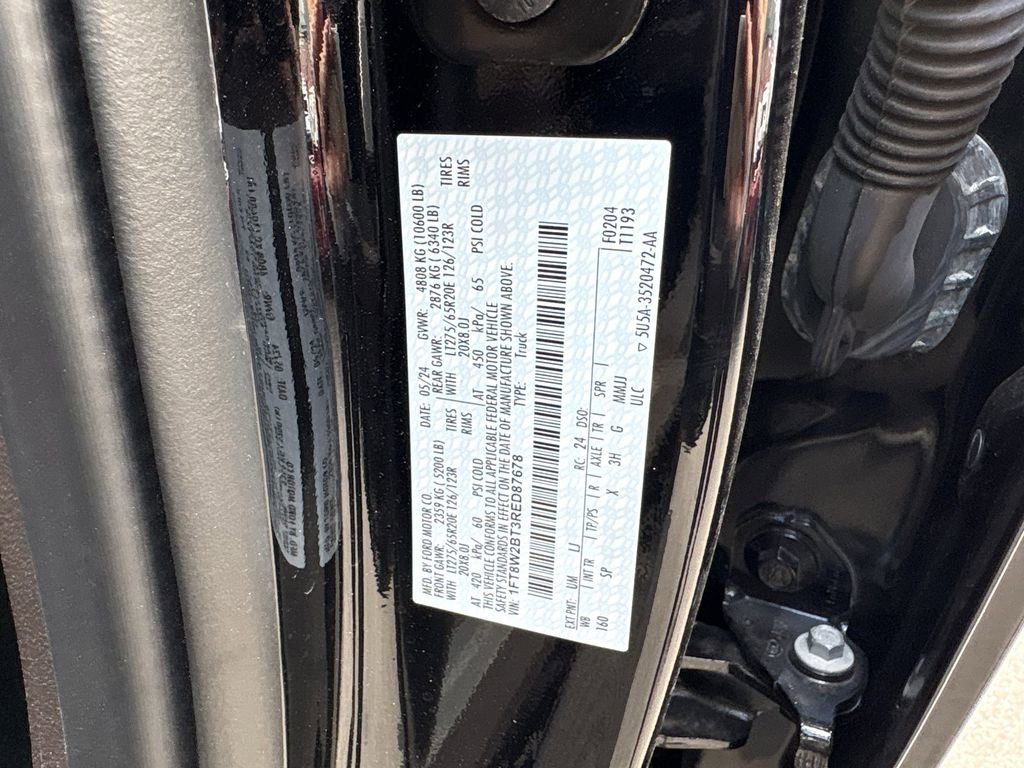 MFD. BY FORD MOTOR CO. DATE: 05/24 GVWR: 4808 KG (10600 LB)
FRONT GAWR: 2359 KG ( 5200 LB) REAR GAWR: 2876 KG ( 6340 LB)
WITH LT275/65R20E 126/123R TIRES WITH LT275/65R20E 126/123R TIRES
20X8.0J RIMS 20X8.0J RIMS
AT 420 kPa/ 60 PSI COLD AT 450 kPa/ 65 PSI COLD
THIS VEHICLE CONFORMS TO ALL APPLICABLE FEDERAL MOTOR VEHICLE
SAFETY STANDARDS IN EFFECT ON THE DATE OF MANUFACTURE SHOWN ABOVE.
VIN: 1FT8W2BT3RED87678 TYPE: Truck
EXT PNT: UM LJ RC: 24 DSO: F0204
WB INT TR TP/PS R AXLE TR SPR T1193
160 SP X 3H G MMJJ
ULC 5U5A-3520472-AA